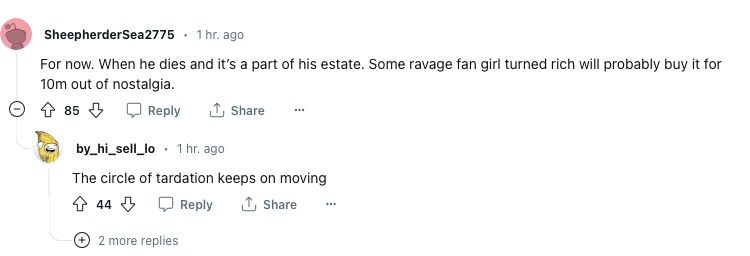 SheepherderSea2775 • 1 hr. ago
For now. When he dies and it's a part of his estate. Some ravage fan girl turned rich will probably buy it for
10m out of nostalgia.
85 Reply Share ...
by_hi_sell_lo • 1 hr. ago
The circle of tardation keeps on moving
44 Reply Share ...
2 more replies